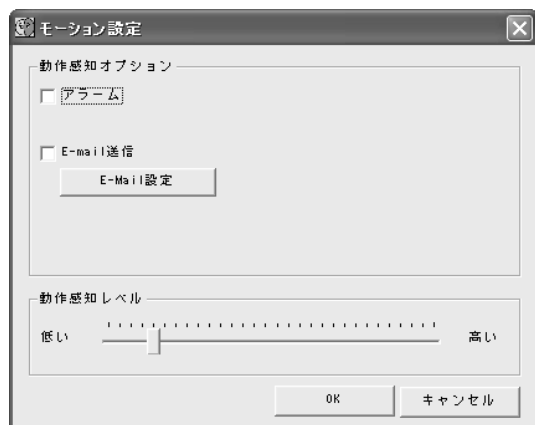 モーション設定
動作感知オプション
アラーム
E-mail送信
E-Mail設定
動作感知レベル
低い 高い
OK キャンセル